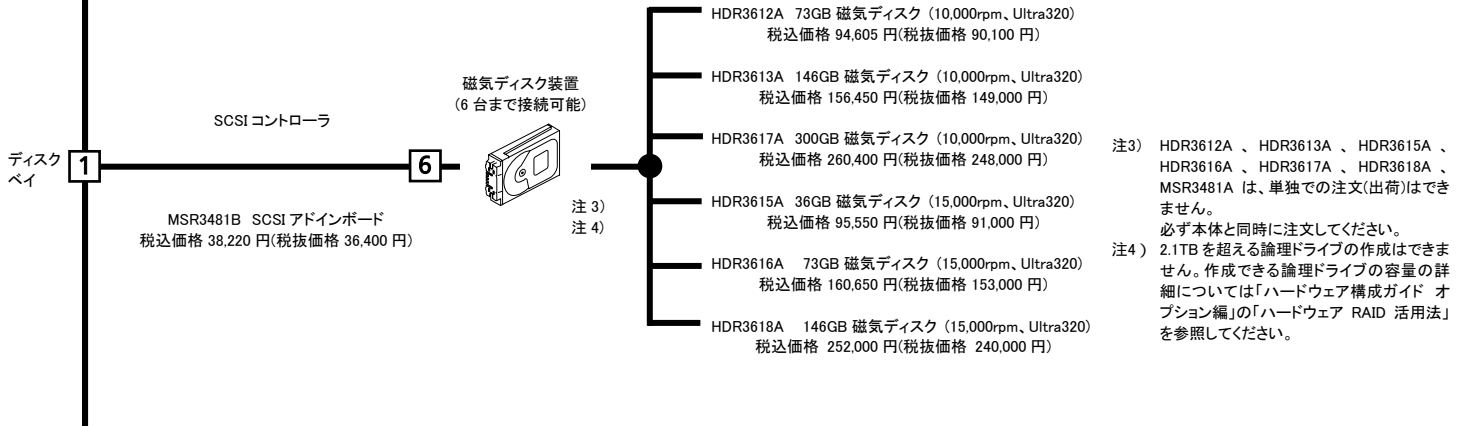 ディスク
ベイ
1
SCSI コントローラ
MSR3481B SCSI アドインボード
税込価格 38,220 円(税抜価格 36,400 円)
6
磁気ディスク装置
(6 台まで接続可能)
注 3)
注 4)
HDR3612A 73GB 磁気ディスク (10,000rpm、Ultra320)
税込価格 94,605 円(税抜価格 90,100 円)
HDR3613A 146GB 磁気ディスク (10,000rpm、Ultra320)
税込価格 156,450 円(税抜価格 149,000 円)
HDR3617A 300GB 磁気ディスク (10,000rpm、Ultra320)
税込価格 260,400 円(税抜価格 248,000 円)
HDR3615A 36GB 磁気ディスク (15,000rpm、Ultra320)
税込価格 95,550 円(税抜価格 91,000 円)
HDR3616A 73GB 磁気ディスク (15,000rpm、Ultra320)
税込価格 160,650 円(税抜価格 153,000 円)
HDR3618A 146GB 磁気ディスク (15,000rpm、Ultra320)
税込価格 252,000 円(税抜価格 240,000 円)
注3) HDR3612A 、 HDR3613A 、 HDR3615A 、
HDR3616A 、 HDR3617A 、 HDR3618A 、
MSR3481A は、単独での注文(出荷)はでき
ません。
必ず本体と同時に注文してください。
注4 ) 2.1TB を超える論理ドライブの作成はできま
せん。作成できる論理ドライブの容量の詳
細については「ハードウェア構成ガイド オ
プション編」の「ハードウェア RAID 活用法」
を参照してください。